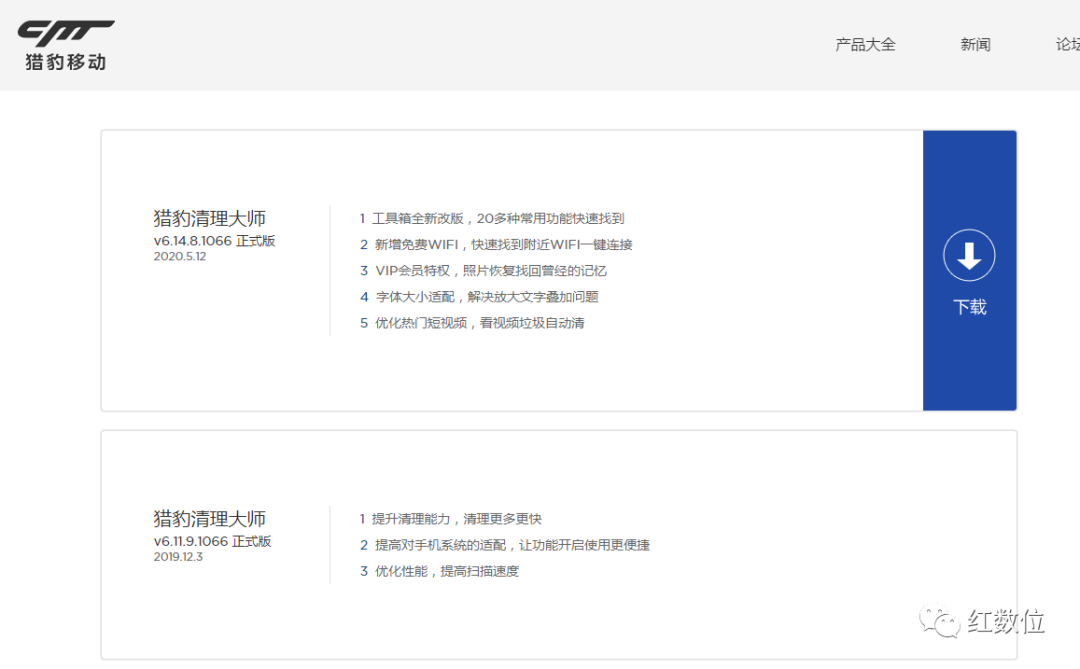 cmr
猎豹移动
产品大全
新闻
论坛
猎豹清理大师
v6.14.8.1066 正式版
2020.5.12
1 工具箱全新改版，20多种常用功能快速找到
2 新增免费WIFI，快速找到附近WIFI一键连接
3 VIP会员特权，照片恢复找回曾经的记忆
4 字体大小适配，解决放大文字叠加问题
5 优化热门短视频，看视频垃圾自动清
下载
猎豹清理大师
v6.11.9.1066 正式版
2019.12.3
1 提升清理能力，清理更多更快
2 提高对手机系统的适配，让功能开启使用更便捷
3 优化性能，提高扫描速度
红数位